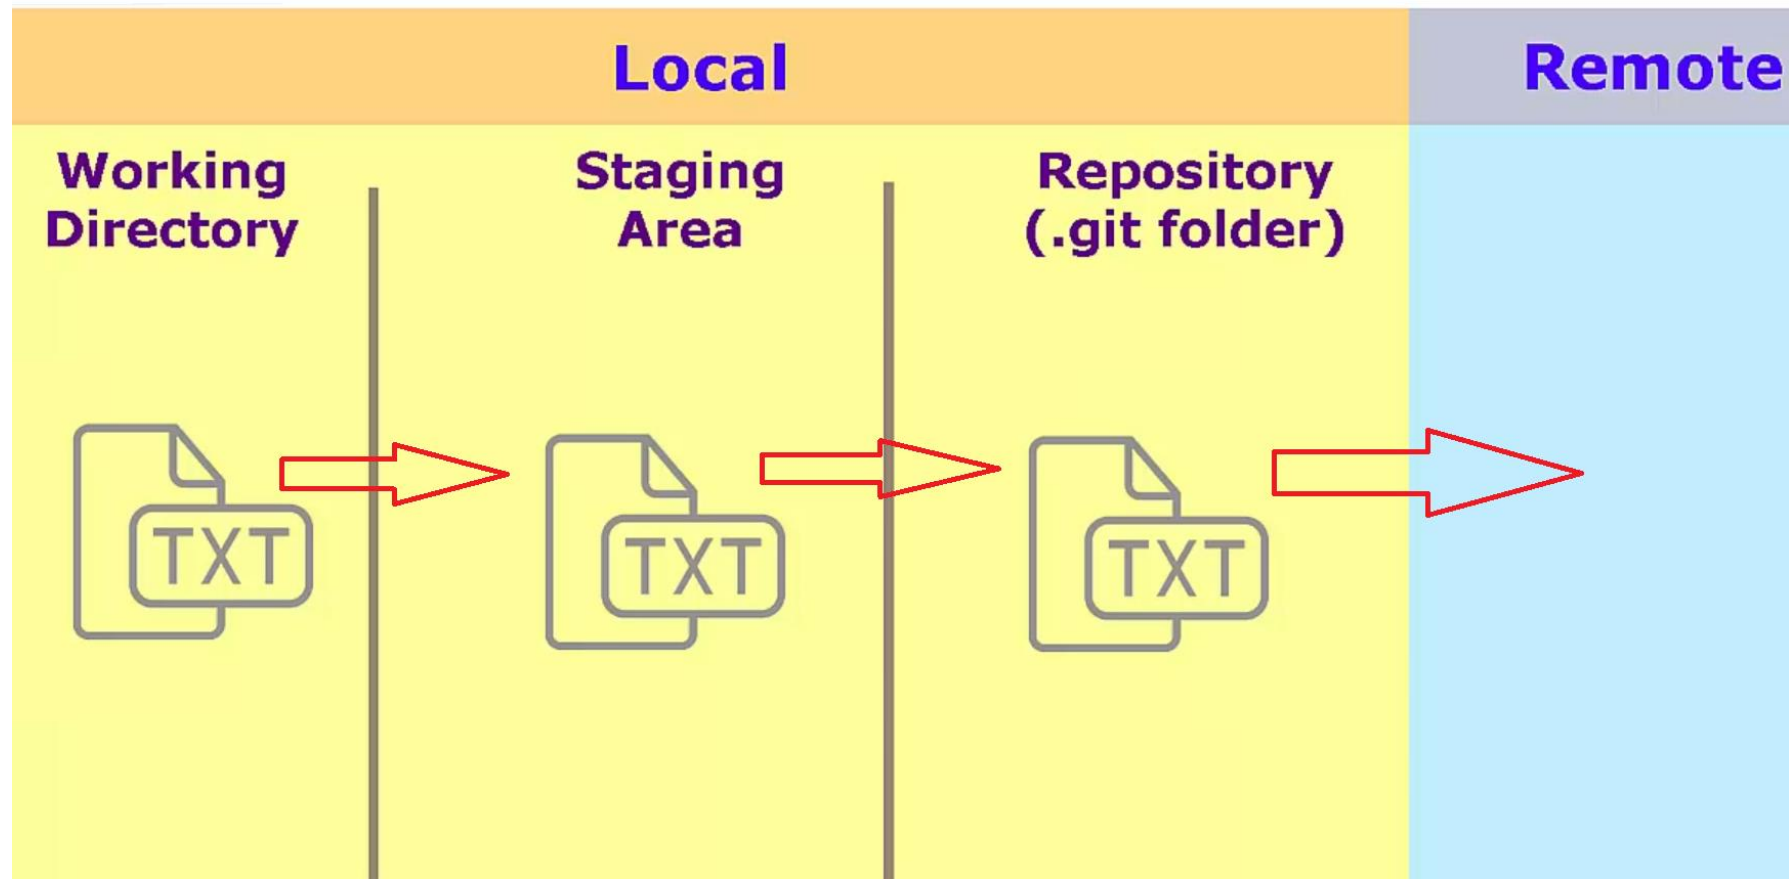 Local
Remote
Working
Directory
Staging
Area
Repository
(.git folder)
TXT
TXT
TXT